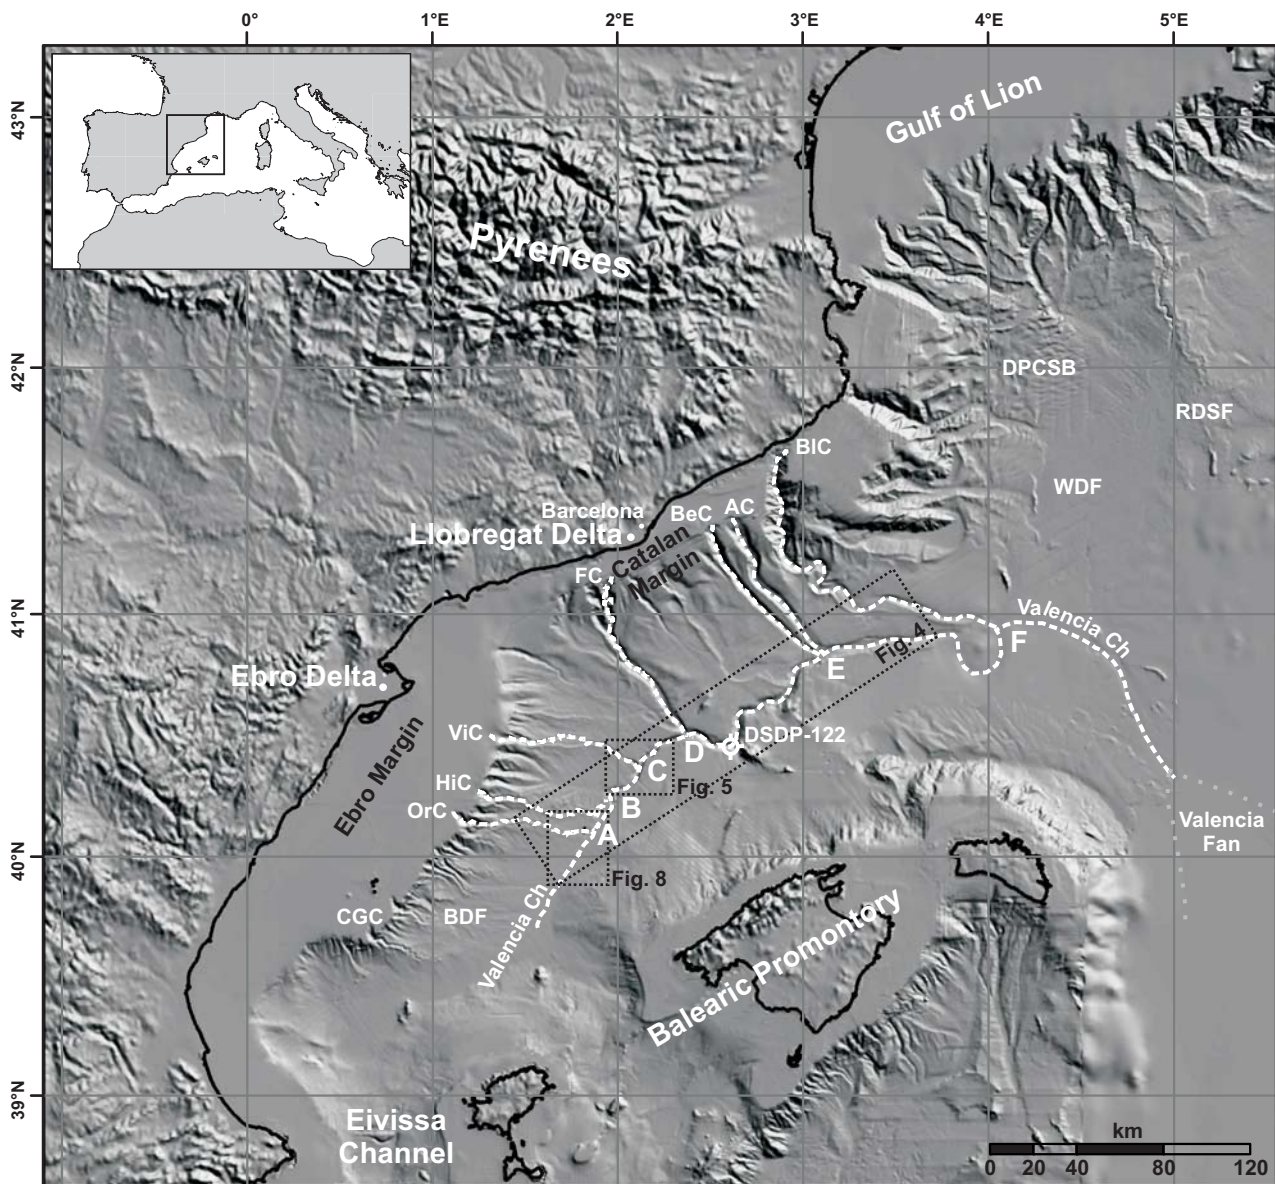 0°
1°E
2°E
3°E
4°E
5°E
43°N
42°N
41°N
40°N
39°N
Gulf of Lion
Pyrenees
DPCSB
RDSF
WDF
BlC
Barcelona
BeC
AC
Llobregat Delta
Catalan
Margin
FC
Valencia Ch
Fig. 4
F
E
Ebro Delta
ViC
DSDP-122
D
C
Ebro Margin
HiC
Fig. 5
OrC
B
A
Valencia
Fan
Fig. 8
CGC
BDF
Valencia Ch
Balearic Promontory
Eivissa
Channel
km
0 20 40 80 120